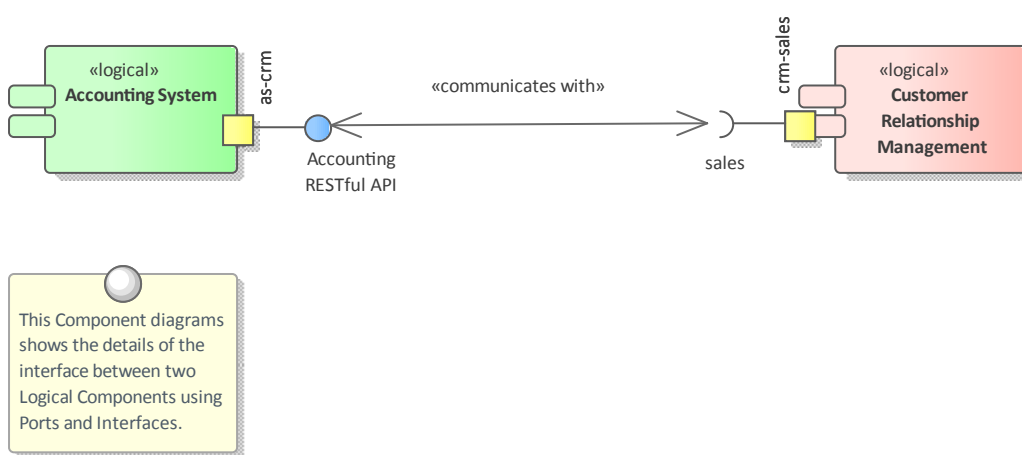 «logical»
Accounting System
as-crm
«communicates with»
Accounting
RESTful API
crm-sales
sales
«logical»
Customer
Relationship
Management
This Component diagrams
shows the details of the
interface between two
Logical Components using
Ports and Interfaces.